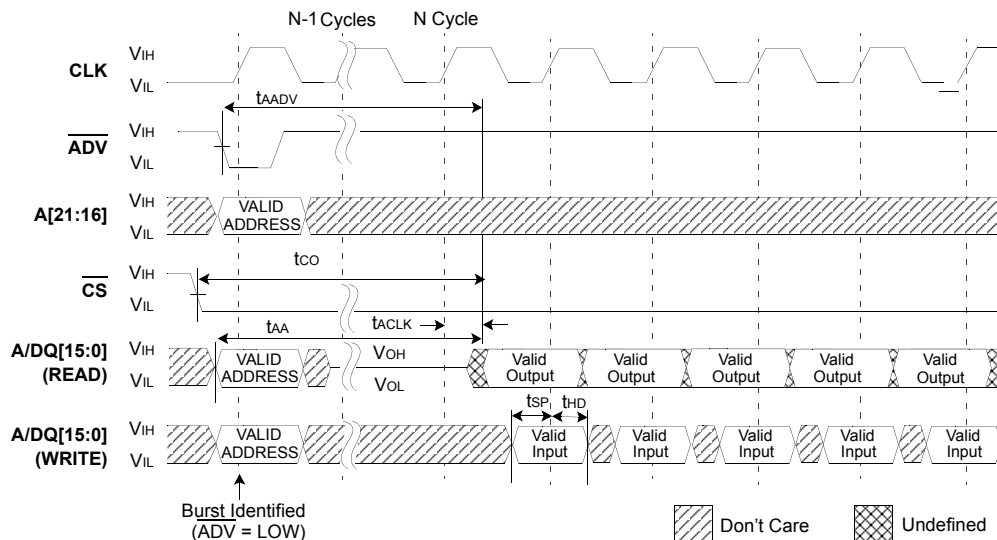 N-1 Cycles N Cycle
CLK VIH
VIL
tAADV
ADV VIH
VIL
A[21:16] VIH
VIL
VALID
ADDRESS
tCO
CS VIH
VIL
tAA tACLK
A/DQ[15:0]
(READ)
VIH
VIL
VALID
ADDRESS
VOH
VOL
Valid
Output
Valid
Output
Valid
Output
Valid
Output
Valid
Output
tSP tHD
A/DQ[15:0]
(WRITE)
VIH
VIL
VALID
ADDRESS
Valid
Input
Valid
Input
Valid
Input
Valid
Input
Valid
Input
Burst Identified
(ADV = LOW)
Don't Care
Undefined